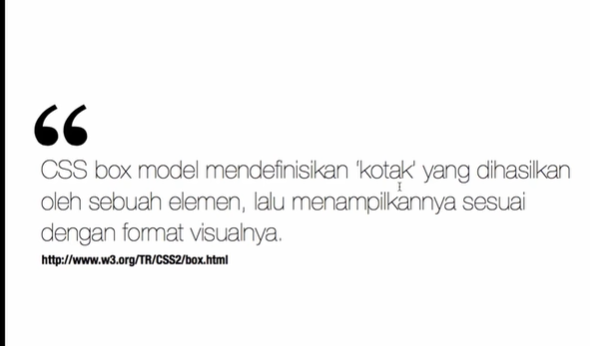 “
CSS box model mendefinisikan 'kotak' yang dihasilkan
oleh sebuah elemen, lalu menampilkannya sesuai
dengan format visualnya.
http://www.w3.org/TR/CSS2/box.html